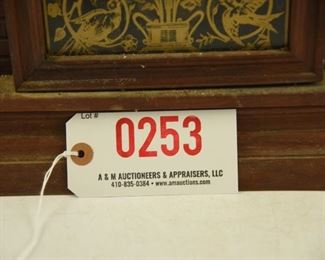 Lot #
0253
A & M AUCTIONEERS & APPRAISERS, LLC
410-835-0384 • www.amauctions.com